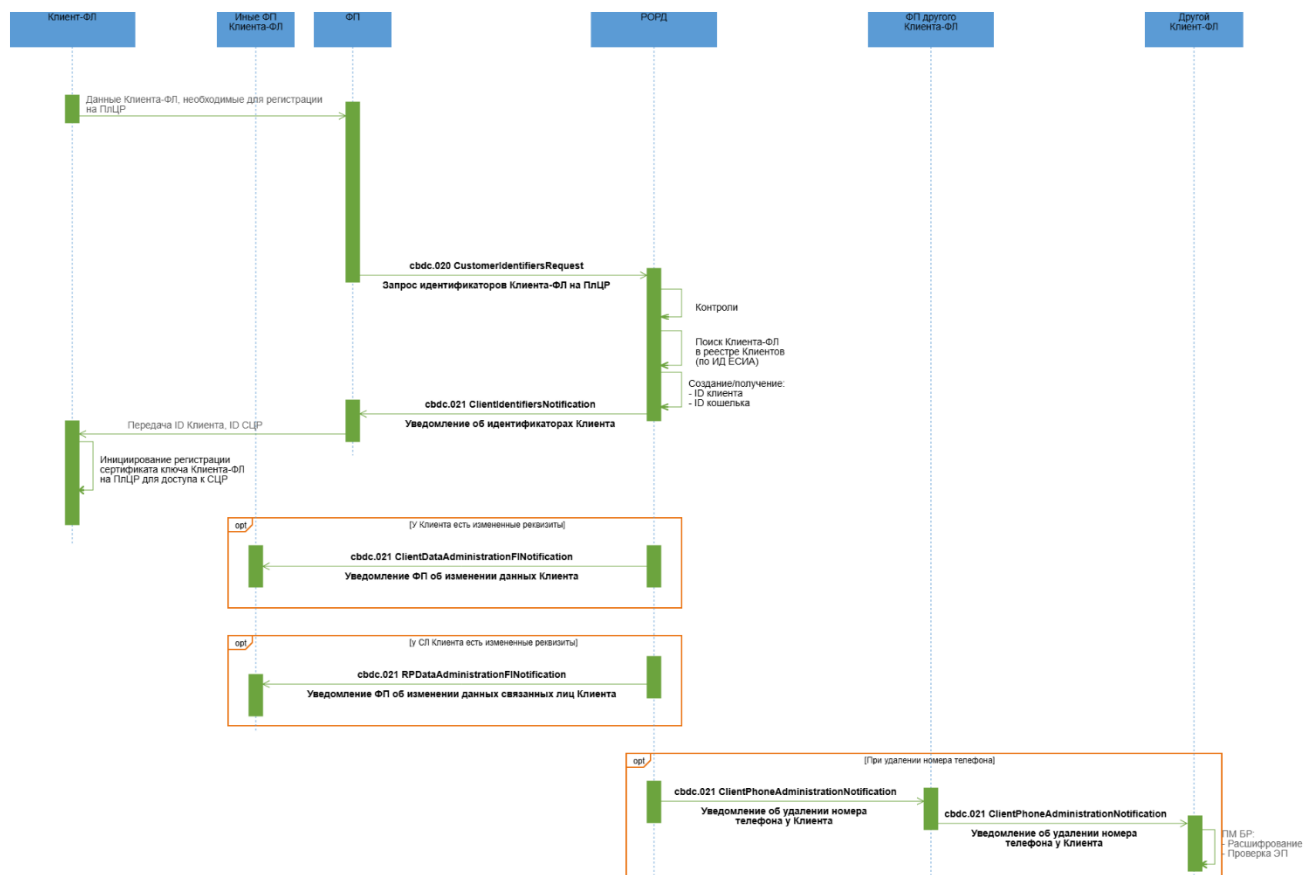 Клиент-ФЛ
Иные ФП
Клиента-ФЛ
ФП
РОРД
ФП другого
Клиента-ФЛ
Другой
Клиент-ФЛ
Данные Клиента-ФЛ, необходимые для регистрации
на ПлЦР
cbdc.020 CustomerIdentifiersRequest
Запрос идентификаторов Клиента-ФЛ на ПлЦР
Контроли
Поиск Клиента-ФЛ
в реестре Клиентов
(по ИД ЕСИА)
Создание/получение:
- ID клиента
- ID кошелька
cbdc.021 ClientIdentifiersNotification
Уведомление об идентификаторах Клиента
Передача ID Клиента, ID СЦР
Инициирование регистрации
сертификата ключа Клиента-ФЛ
на ПлЦР для доступа к СЦР
opt
[У Клиента есть измененные реквизиты]
cbdc.021 ClientDataAdministrationFINotification
Уведомление ФП об изменении данных Клиента
opt
[у СЛ Клиента есть измененные реквизиты]
cbdc.021 RPDataAdministrationFINotification
Уведомление ФП об изменении данных связанных лиц Клиента
opt
[При удалении номера телефона]
cbdc.021 ClientPhoneAdministrationNotification
Уведомление об удалении номера
телефона у Клиента
cbdc.021 ClientPhoneAdministrationNotification
Уведомление об удалении номера
телефона у Клиента
ПМ БР:
- Расшифрование
- Проверка ЭП